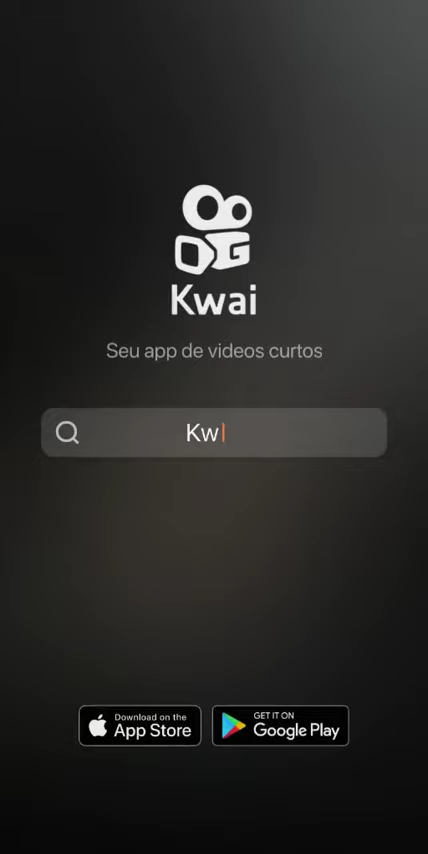 Kwai
Seu app de videos curtos
Kw
Download on the
App Store
GET IT ON
Google Play